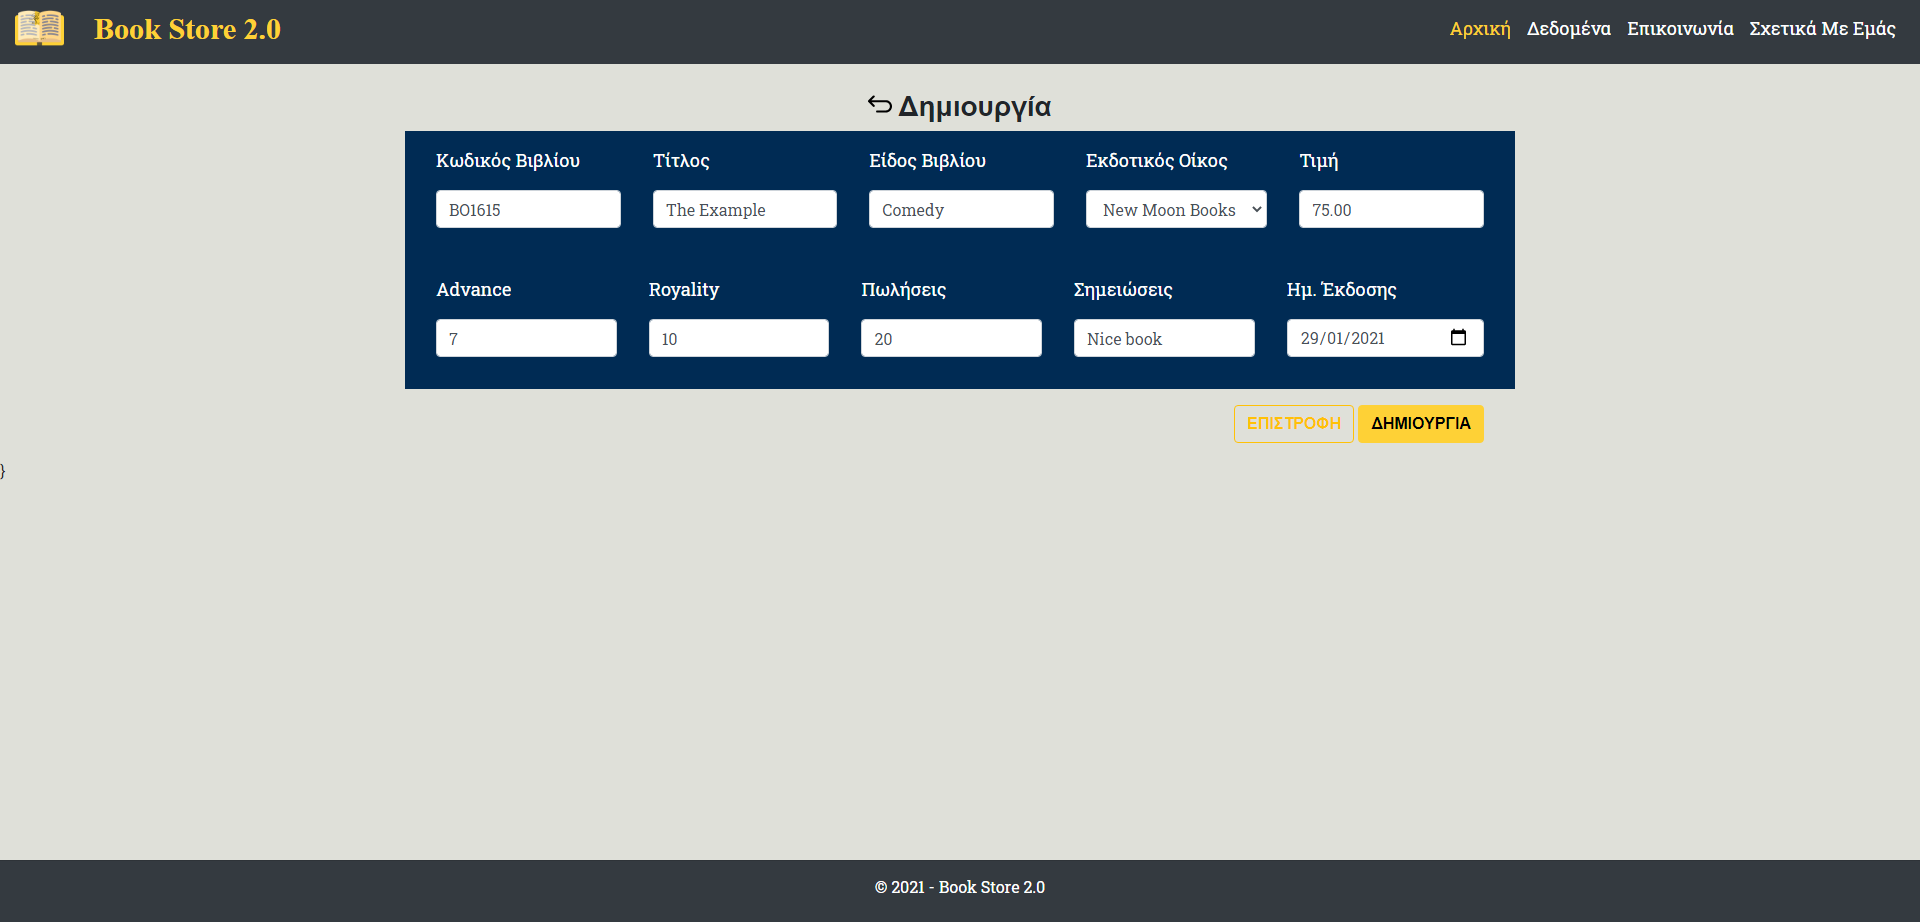 Book Store 2.0
Αρχική Δεδομένα Επικοινωνία Σχετικά Με Εμάς
Δημιουργία
Κωδικός Βιβλίου Τίτλος Είδος Βιβλίου Εκδοτικός Οίκος Τιμή
BO1615 The Example Comedy New Moon Books 75.00
Advance Royality Πωλήσεις Σημειώσεις Ημ. Έκδοσης
7 10 20 Nice book 29/01/2021
ΕΠΙΣΤΡΟΦΗ ΔΗΜΙΟΥΡΓΙΑ
}
© 2021 - Book Store 2.0